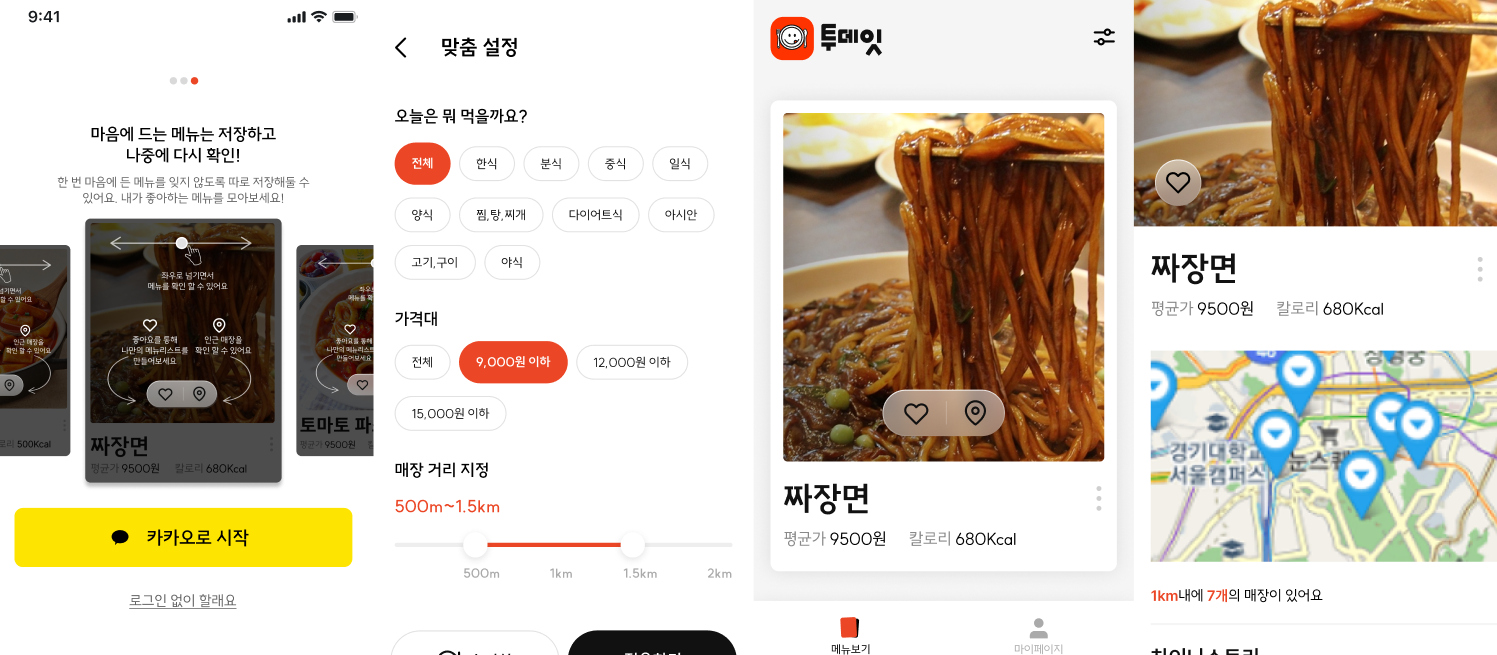 9:41
마음에 드는 메뉴는 저장하고
나중에 다시 확인!
한 번 마음에 든 메뉴를 잊지 않도록 따로 저장해둘 수
있어요. 내가 좋아하는 메뉴를 모아보세요!
좌우로 넘기면서
메뉴를 확인 할 수 있어요
좋아요를 통해
나만의 메뉴리스트를
만들어보세요
인근 매장을
확인 할 수 있어요
짜장면
평균가 9500원 칼로리 680Kcal
인근 매장을
확인 할 수 있어요
500Kcal
좋아요를 통해
나만의 메뉴리스트를
만들어보세요
토마토 파
평균가 9500원
카카오로 시작
로그인 없이 할래요
맞춤 설정
오늘은 뭐 먹을까요?
전체 한식 분식 중식 일식
양식 찜,탕,찌개 다이어트식 아시안
고기,구이 야식
가격대
전체 9,000원 이하 12,000원 이하
15,000원 이하
매장 거리 지정
500m~1.5km
500m 1km 1.5km 2km
투데잇
짜장면
평균가 9500원 칼로리 680Kcal
메뉴보기 마이페이지
짜장면
평균가 9500원 칼로리 680Kcal
경기대학교
서울캠퍼스
1km내에 7개의 매장이 있어요